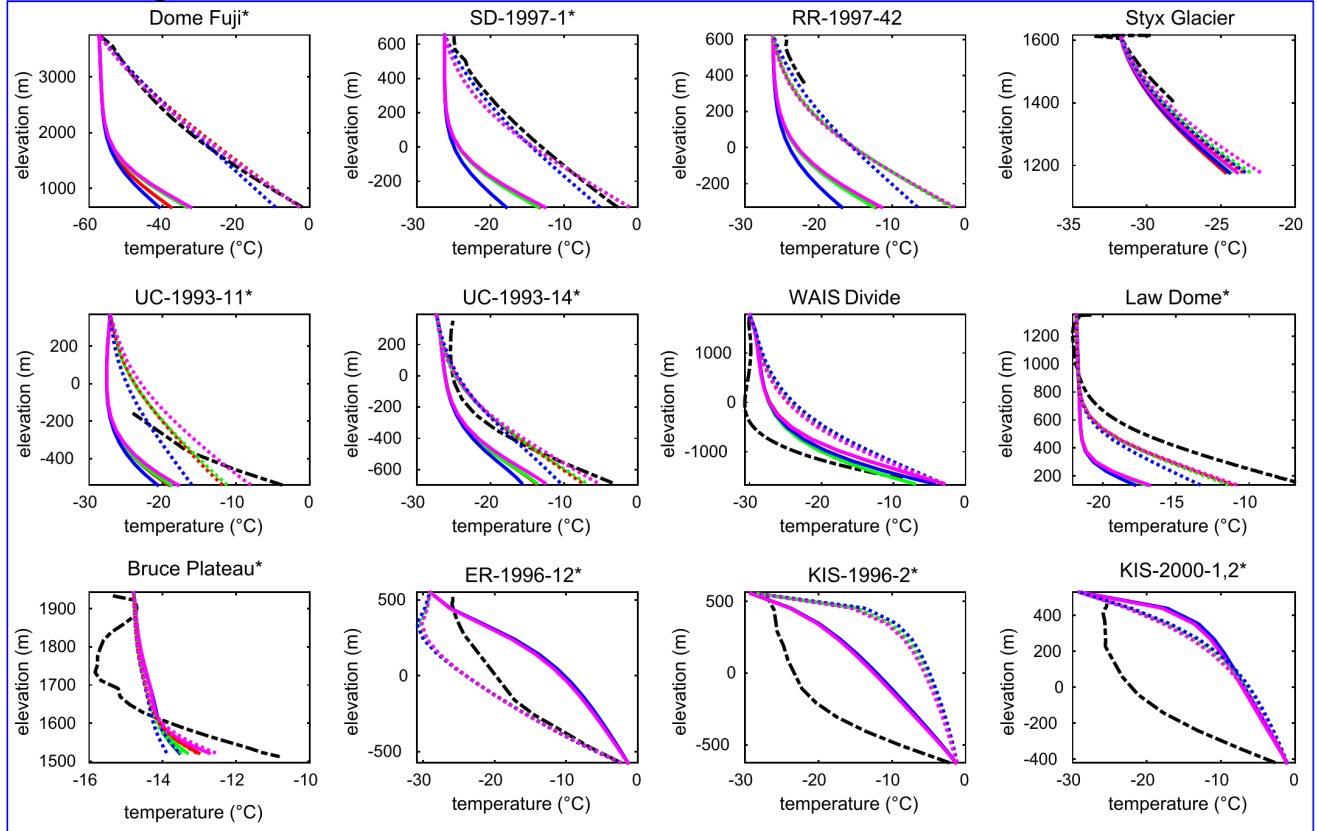 Dome Fuji*
elevation (m)
3000
2000
1000
-60 -40 -20 0
temperature (°C)
SD-1997-1*
elevation (m)
600
400
200
0
-200
-30 -20 -10 0
temperature (°C)
RR-1997-42
elevation (m)
600
400
200
0
-200
-30 -20 -10 0
temperature (°C)
Styx Glacier
elevation (m)
1600
1400
1200
-35 -30 -25 -20
temperature (°C)
UC-1993-11*
elevation (m)
200
0
-200
-400
-30 -20 -10 0
temperature (°C)
UC-1993-14*
elevation (m)
200
0
-200
-400
-600
-30 -20 -10 0
temperature (°C)
WAIS Divide
elevation (m)
1000
0
-1000
-30 -20 -10 0
temperature (°C)
Law Dome*
elevation (m)
1200
1000
800
600
400
200
-20 -15 -10
temperature (°C)
Bruce Plateau*
elevation (m)
1900
1800
1700
1600
1500
-16 -14 -12 -10
temperature (°C)
ER-1996-12*
elevation (m)
500
0
-500
-30 -20 -10 0
temperature (°C)
KIS-1996-2*
elevation (m)
500
0
-500
-30 -20 -10 0
temperature (°C)
KIS-2000-1,2*
elevation (m)
400
200
0
-200
-400
-30 -20 -10 0
temperature (°C)